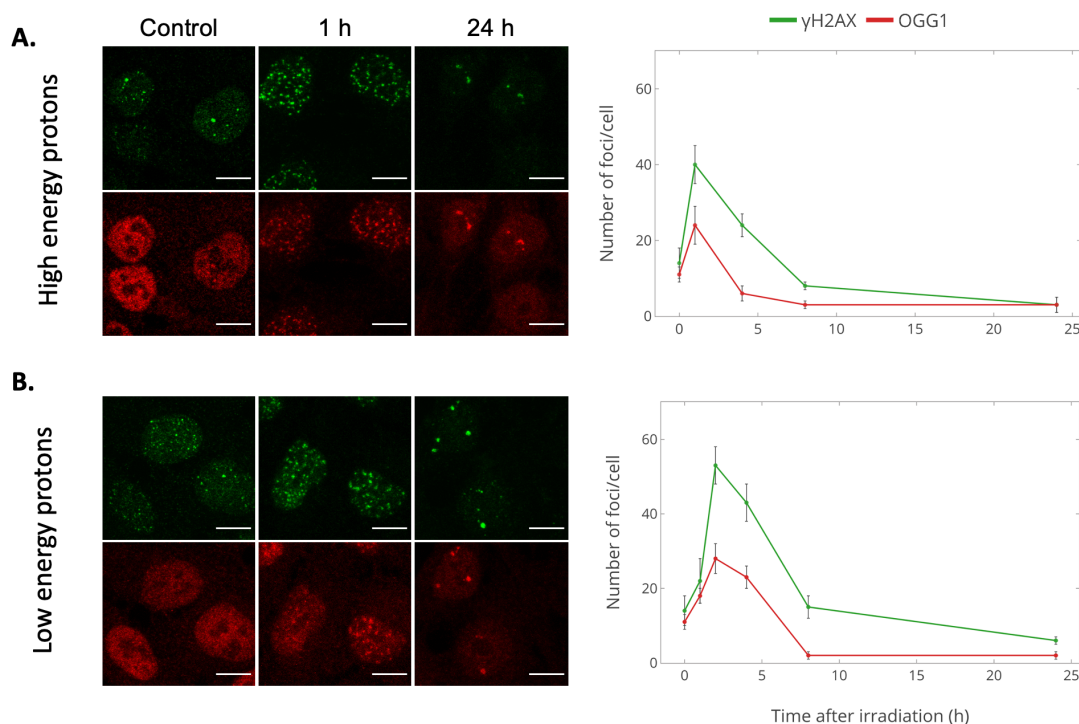 A.
Control 1 h 24 h
High energy protons
γH2AX OGG1
Number of foci/cell
60
40
20
0
0 5 10 15 20 25
B.
Low energy protons
Number of foci/cell
60
40
20
0
0 5 10 15 20 25
Time after irradiation (h)